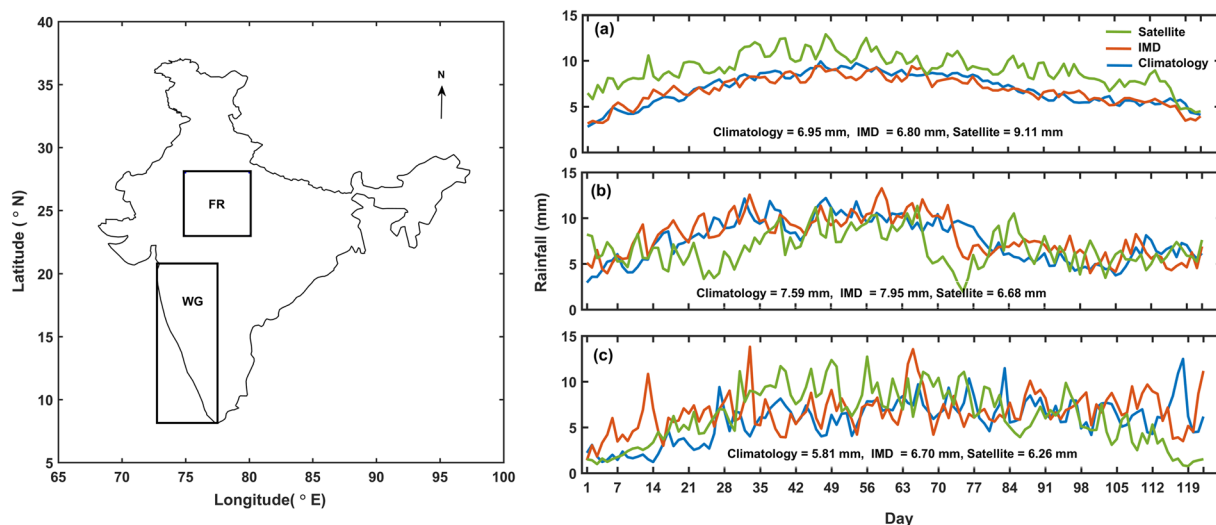 40
35
30
25
20
15
10
5
65
70
75
80
85
90
95
100
Latitude ( ° N)
Longitude( ° E)
N
FR
WG
15
10
5
0
(a)
Satellite
IMD
Climatology
Climatology = 6.95 mm, IMD = 6.80 mm, Satellite = 9.11 mm
15
10
5
0
Rainfall (mm)
(b)
Climatology = 7.59 mm, IMD = 7.95 mm, Satellite = 6.68 mm
15
10
5
0
(c)
Climatology = 5.81 mm, IMD = 6.70 mm, Satellite = 6.26 mm
1 7 14 21 28 35 42 49 56 63 70 77 84 91 98 105 112 119
Day